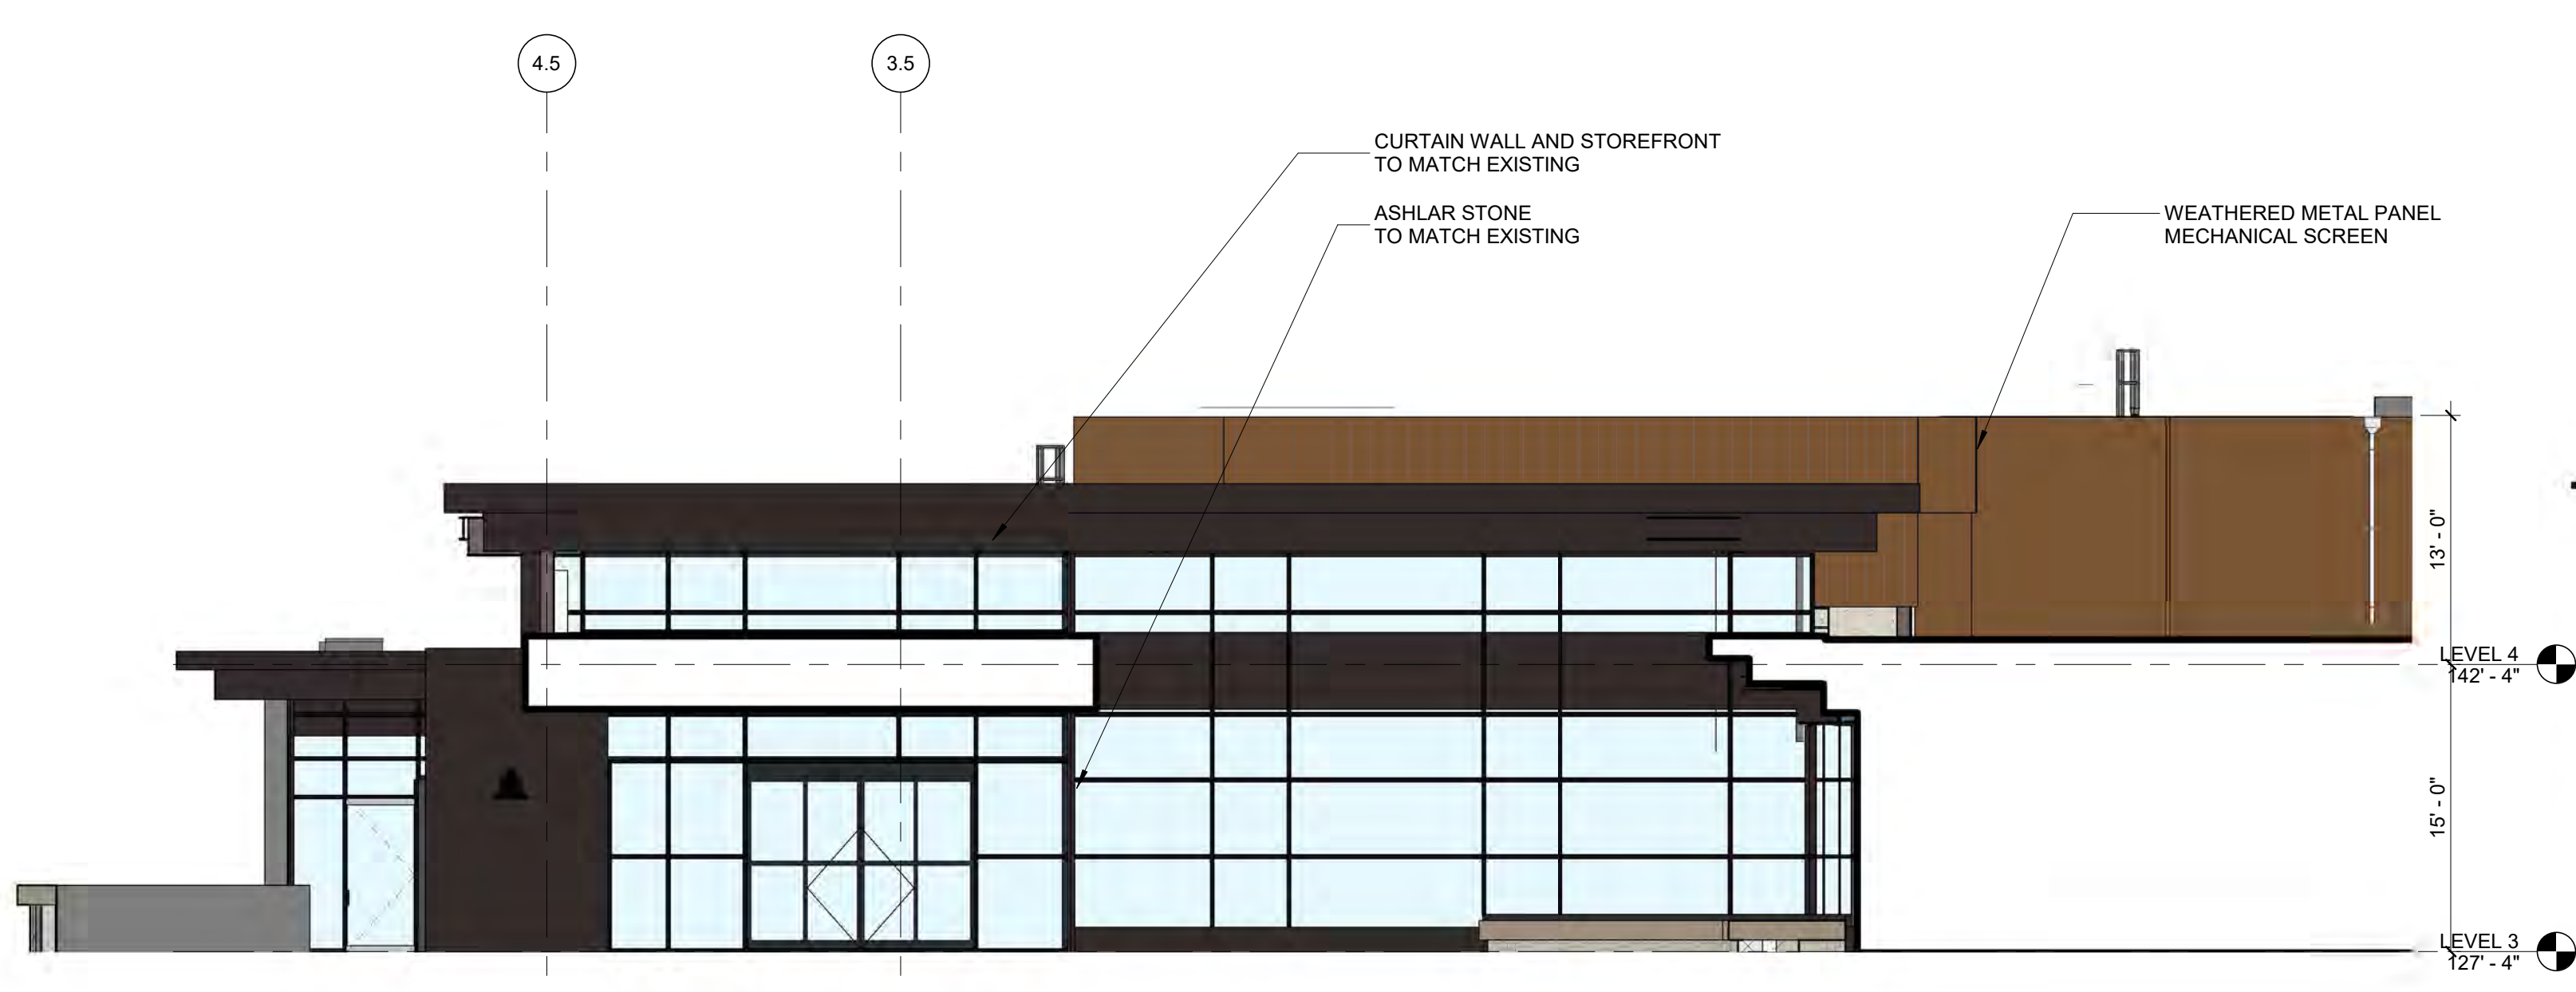 4.5
3.5
CURTAIN WALL AND STOREFRONT
TO MATCH EXISTING
ASHLAR STONE
TO MATCH EXISTING
WEATHERED METAL PANEL
MECHANICAL SCREEN
13' - 0"
LEVEL 4
142' - 4"
15' - 0"
LEVEL 3
127' - 4"